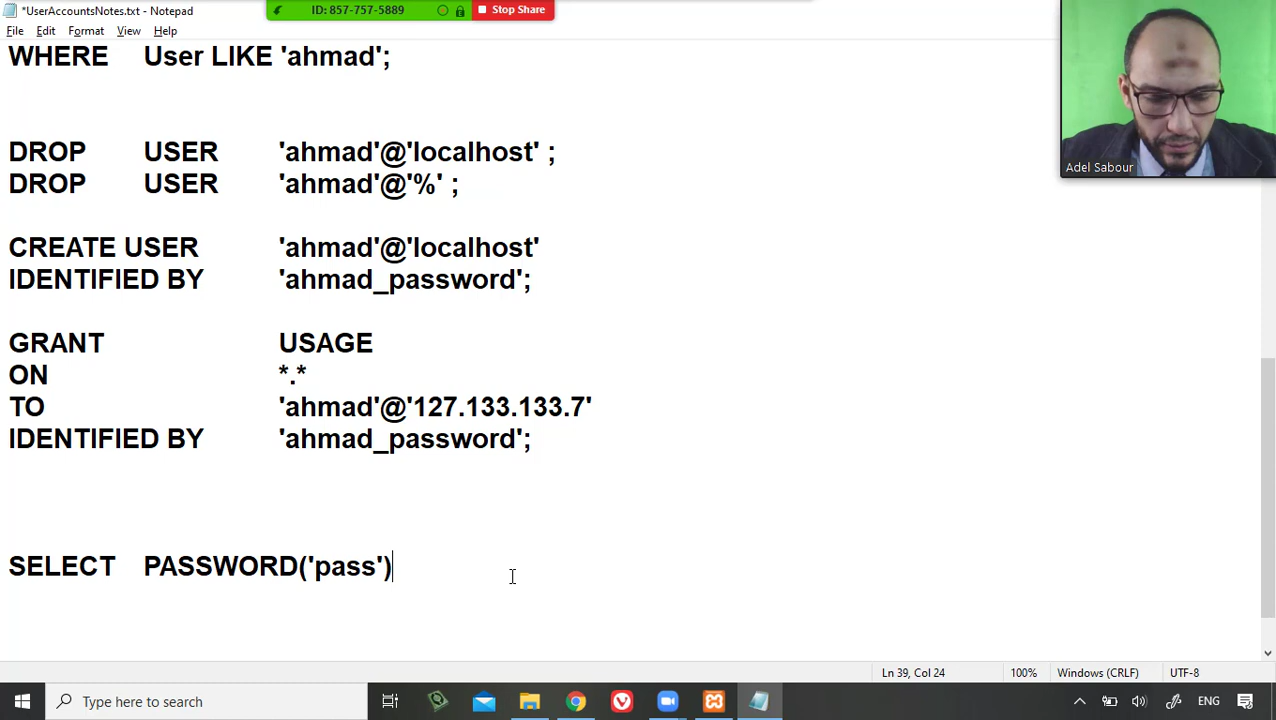 *UserAccountsNotes.txt - Notepad
ID: 857-757-5889
Stop Share
File Edit Format View Help
WHERE User LIKE 'ahmad';
DROP USER 'ahmad'@'localhost' ;
DROP USER 'ahmad'@'%' ;
CREATE USER 'ahmad'@'localhost'
IDENTIFIED BY 'ahmad_password';
GRANT USAGE
ON *.*
TO 'ahmad'@'127.133.133.7'
IDENTIFIED BY 'ahmad_password';
SELECT PASSWORD('pass')
Adel Sabour
Ln 39, Col 24
100%
Windows (CRLF)
UTF-8
Type here to search
ENG